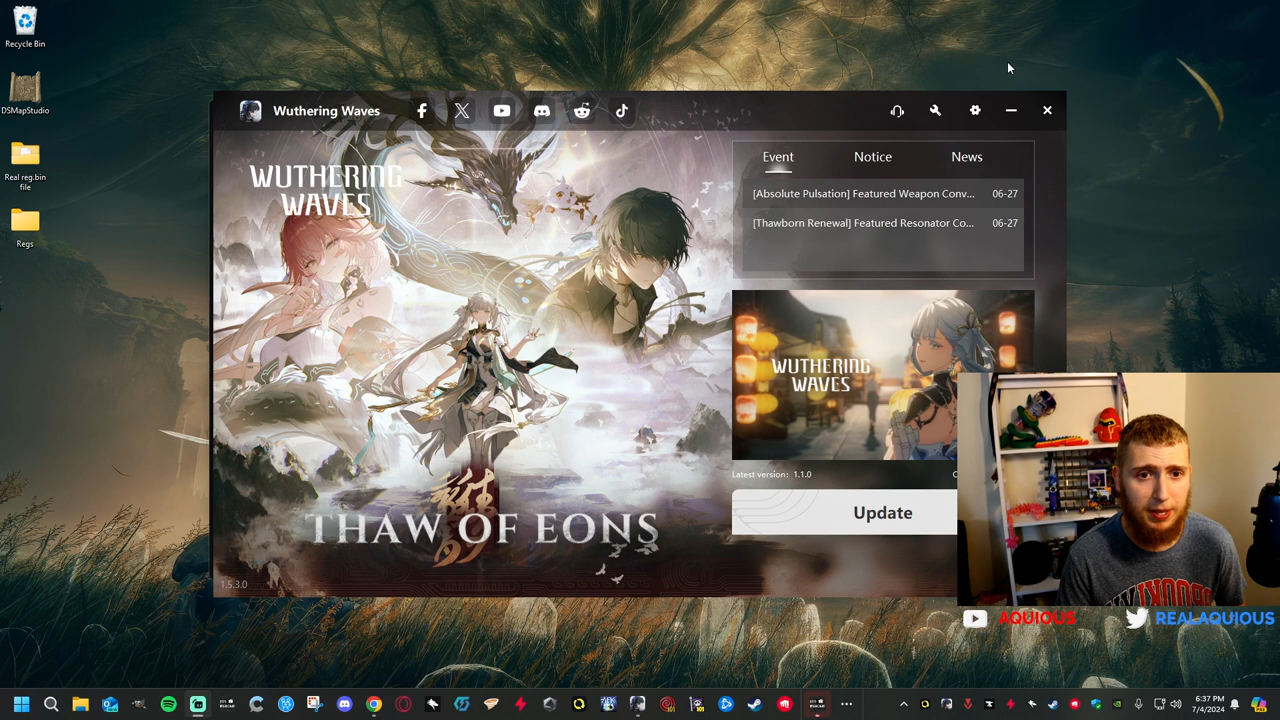 Recycle Bin
DSMapStudio
Real reg.bin
file
Regs
Wuthering Waves
WUTHERING
WAVES
THAW OF EONS
1.5.3.0
Event
Notice
News
[Absolute Pulsation] Featured Weapon Conv...
06-27
[Thawborn Renewal] Featured Resonator Co...
06-27
WUTHERING
WAVES
Latest version: 1.1.0
Update
AQUIOUS
REALAQUIOUS
6:37 PM
7/4/2024